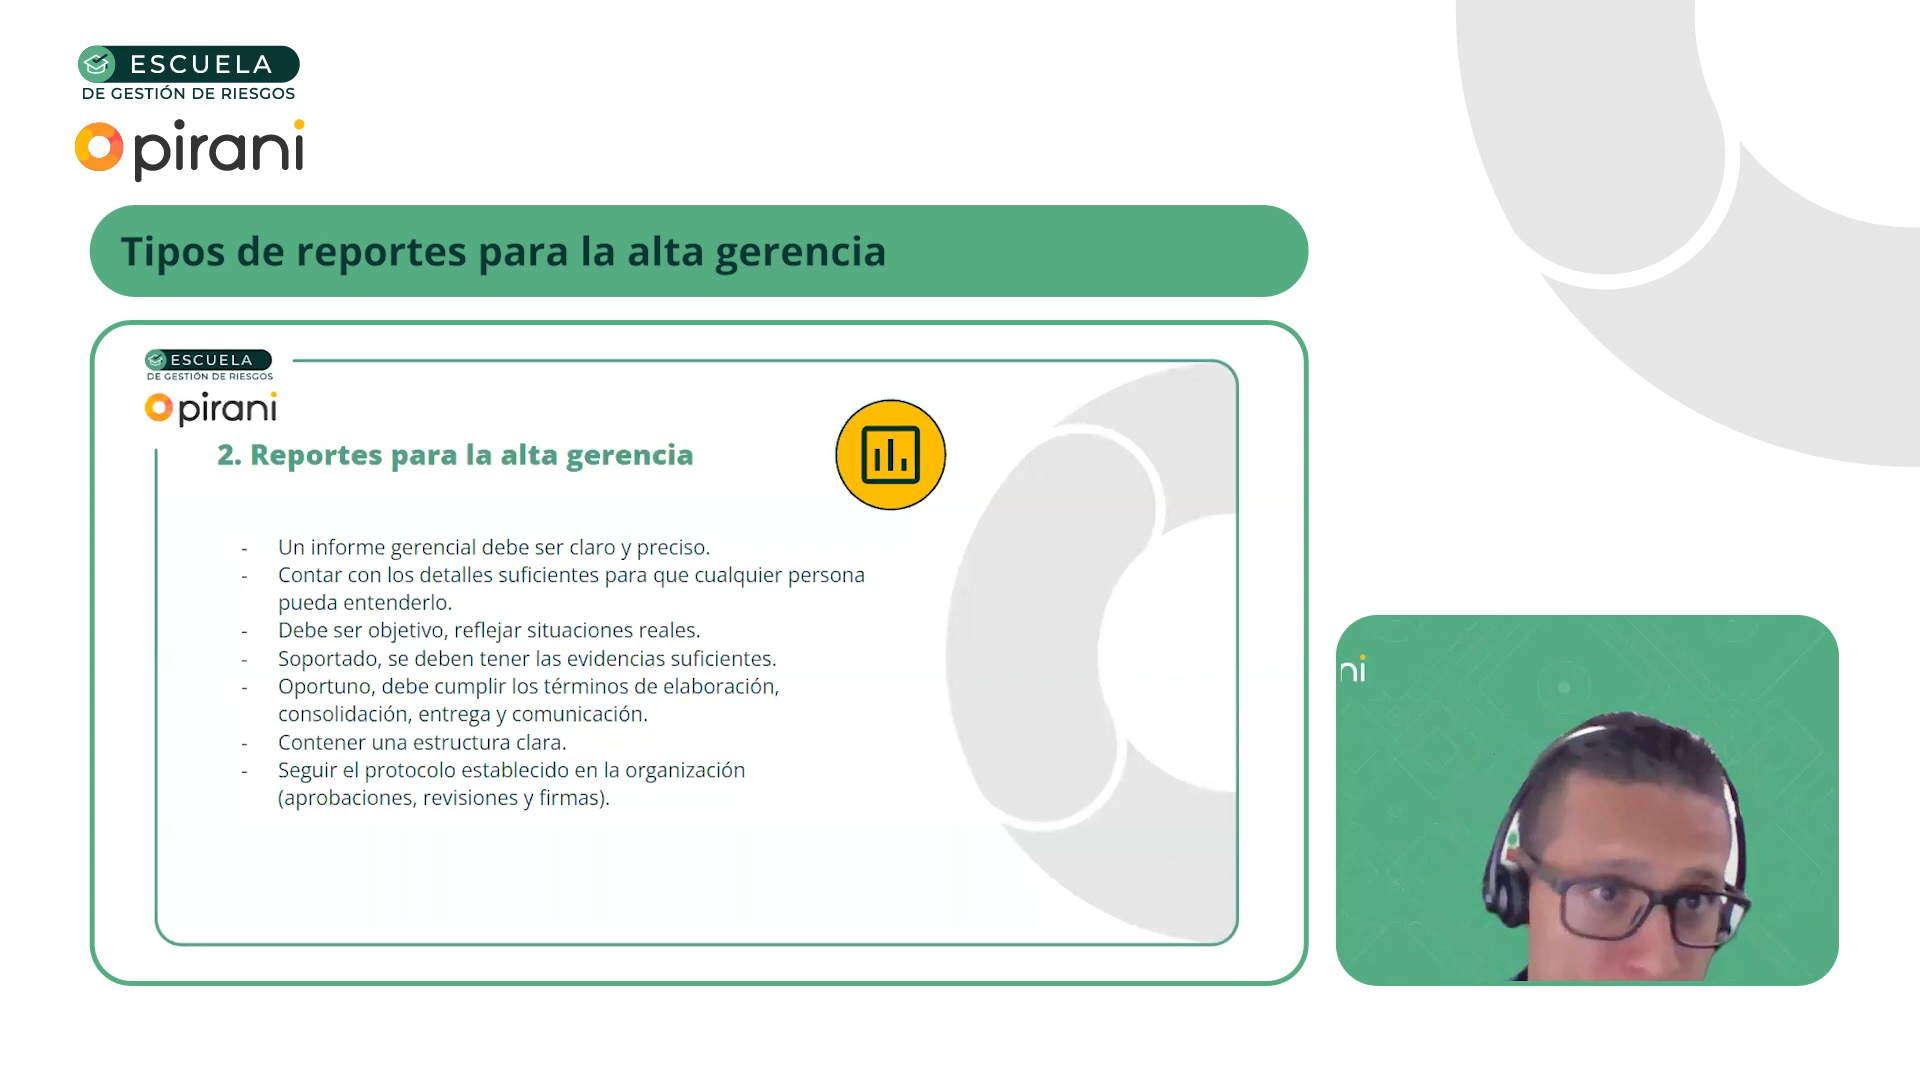 ESCUELA
DE GESTIÓN DE RIESGOS
pirani
Tipos de reportes para la alta gerencia
ESCUELA
DE GESTIÓN DE RIESGOS
pirani
2. Reportes para la alta gerencia
- Un informe gerencial debe ser claro y preciso.
- Contar con los detalles suficientes para que cualquier persona
pueda entenderlo.
- Debe ser objetivo, reflejar situaciones reales.
- Soportado, se deben tener las evidencias suficientes.
- Oportuno, debe cumplir los términos de elaboración,
consolidación, entrega y comunicación.
- Contener una estructura clara.
- Seguir el protocolo establecido en la organización
(aprobaciones, revisiones y firmas).
ni